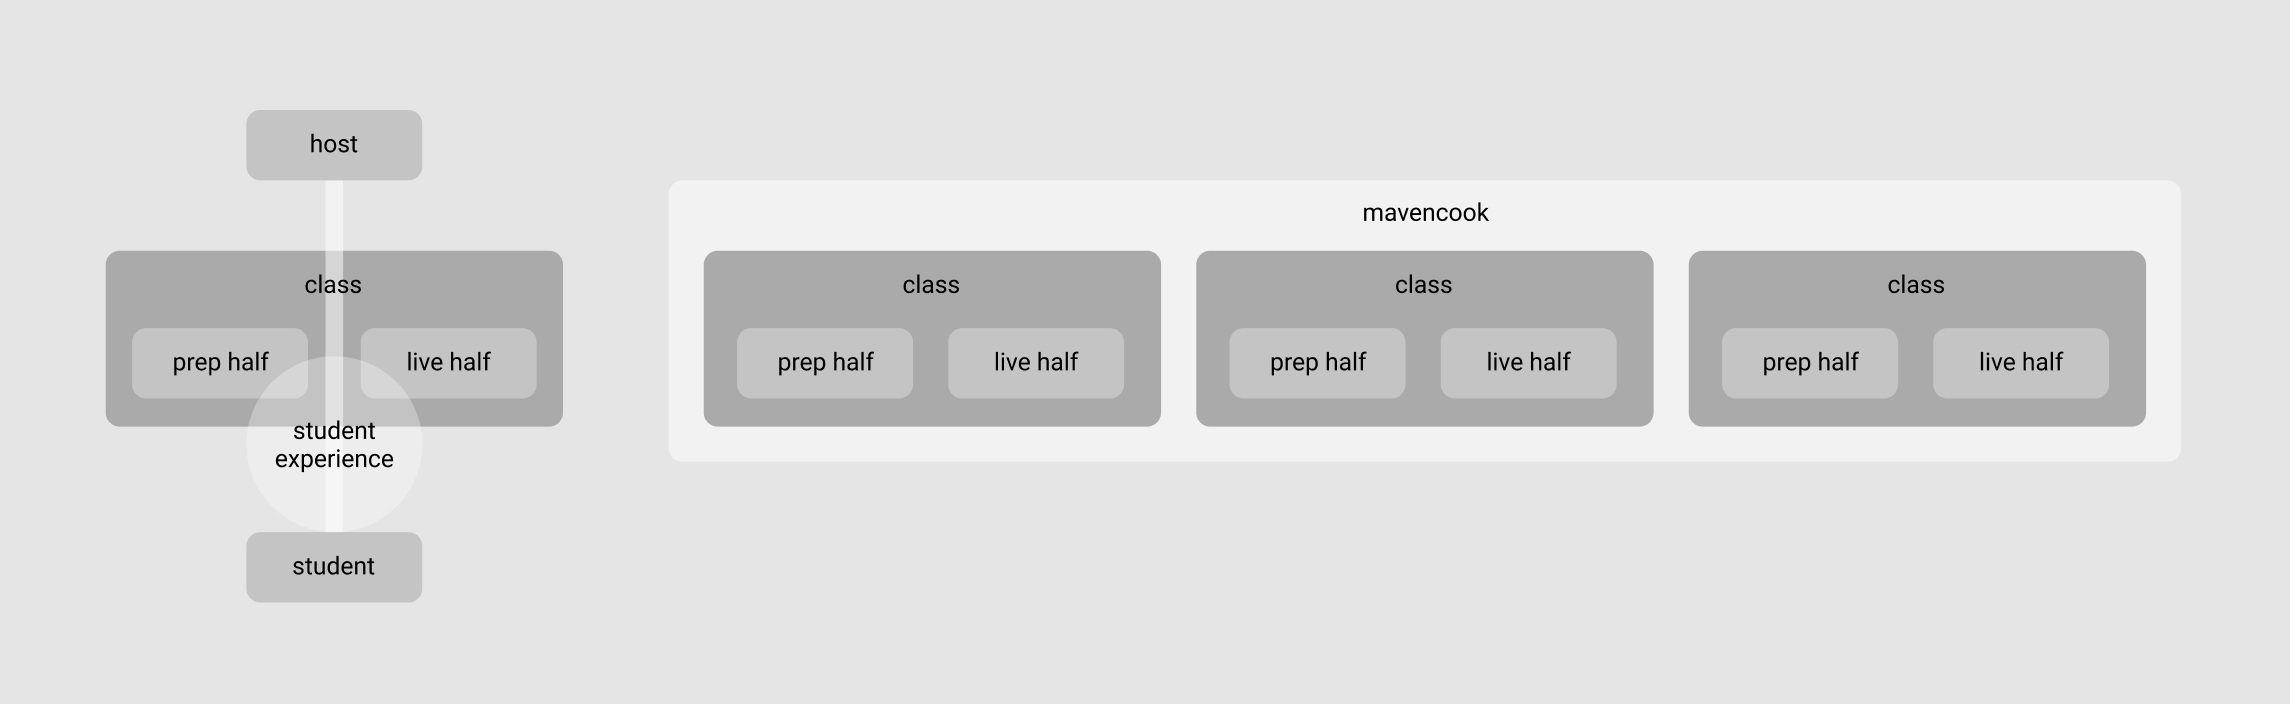 host
class
prep half
live half
student
experience
student
mavencook
class
prep half
live half
class
prep half
live half
class
prep half
live half